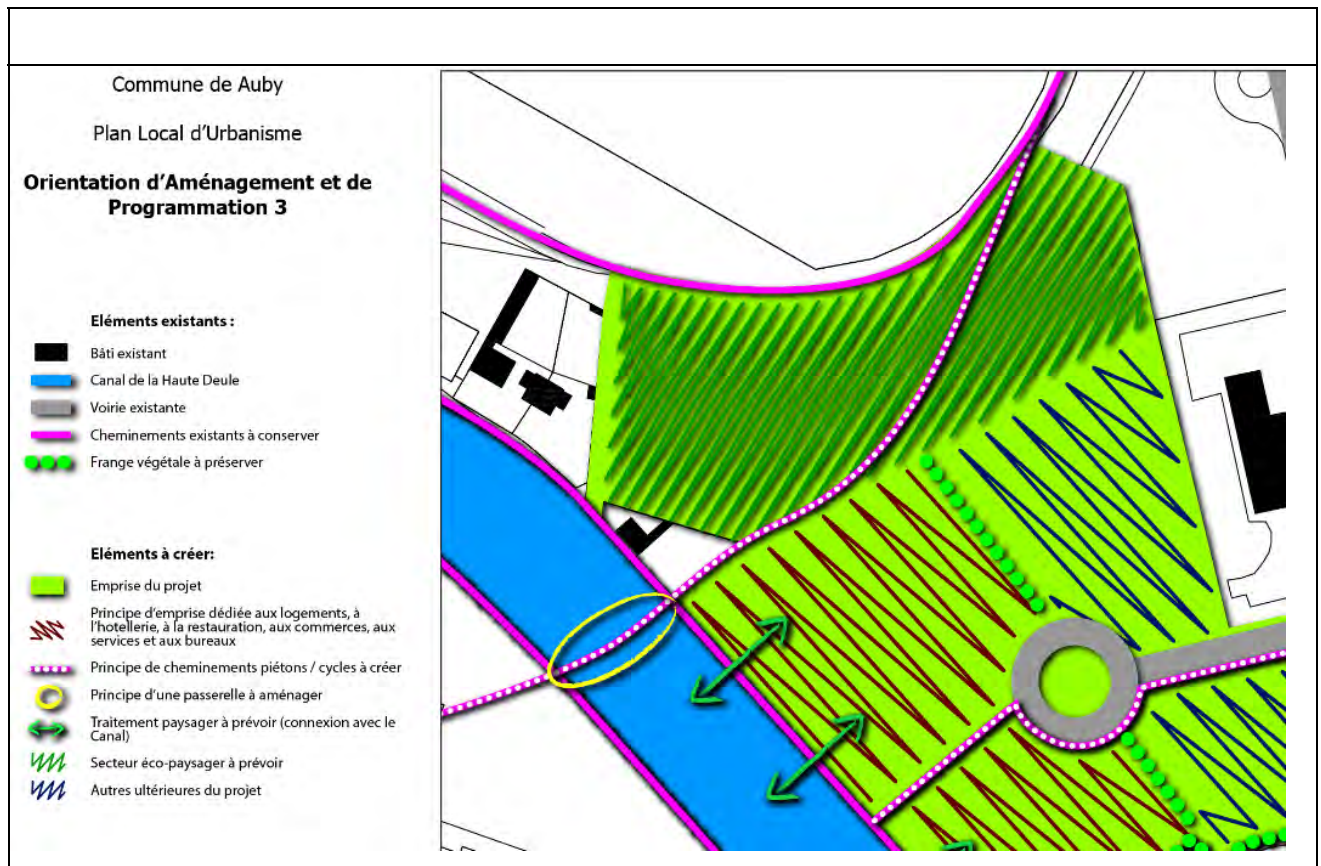 Commune de Auby
Plan Local d'Urbanisme
Orientation d'Aménagement et de
Programmation 3
Eléments existants :
Bâti existant
Canal de la Haute Deule
Voirie existante
Cheminements existants à conserver
Frange végétale à préserver
Eléments à créer:
Emprise du projet
Principe d'emprise dédiée aux logements, à
l'hotellerie, à la restauration, aux commerces, aux
services et aux bureaux
Principe de cheminements piétons / cycles à créer
Principe d'une passerelle à aménager
Traitement paysager à prévoir (connexion avec le
Canal)
Secteur éco-paysager à prévoir
Autres ultérieures du projet